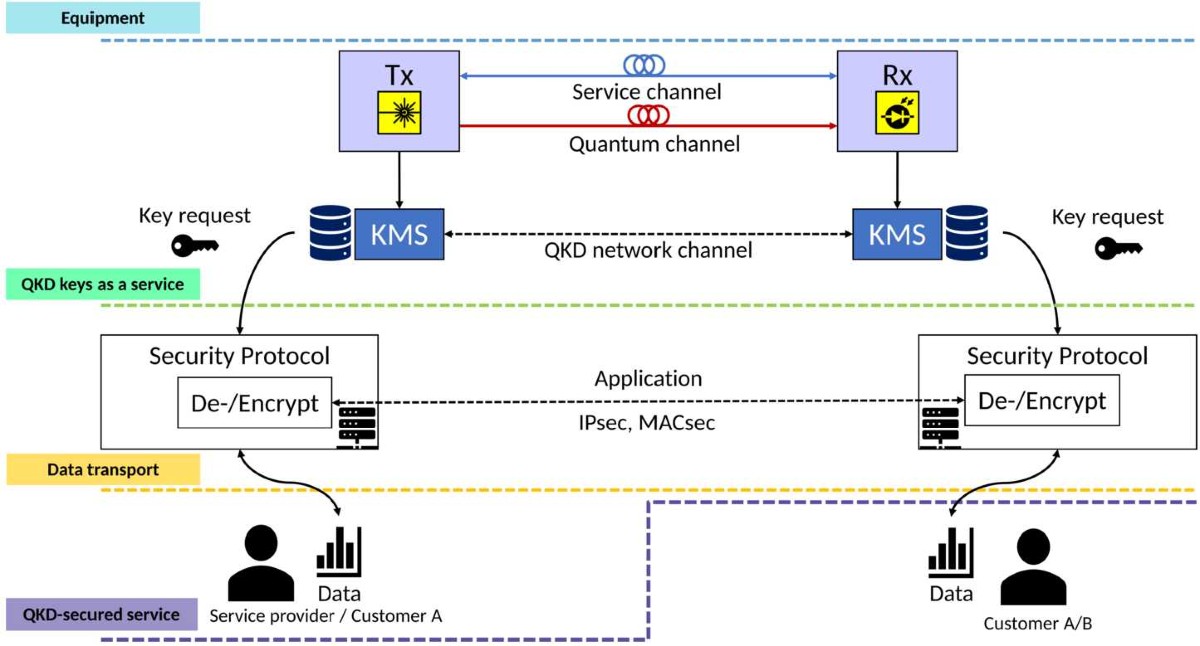 Equipment
Tx
Rx
Service channel
Quantum channel
Key request
KMS
QKD network channel
KMS
Key request
QKD keys as a service
Security Protocol
De-/Encrypt
Application
IPsec, MACsec
Security Protocol
De-/Encrypt
Data transport
Data
Service provider / Customer A
Data
Customer A/B
QKD-secured service